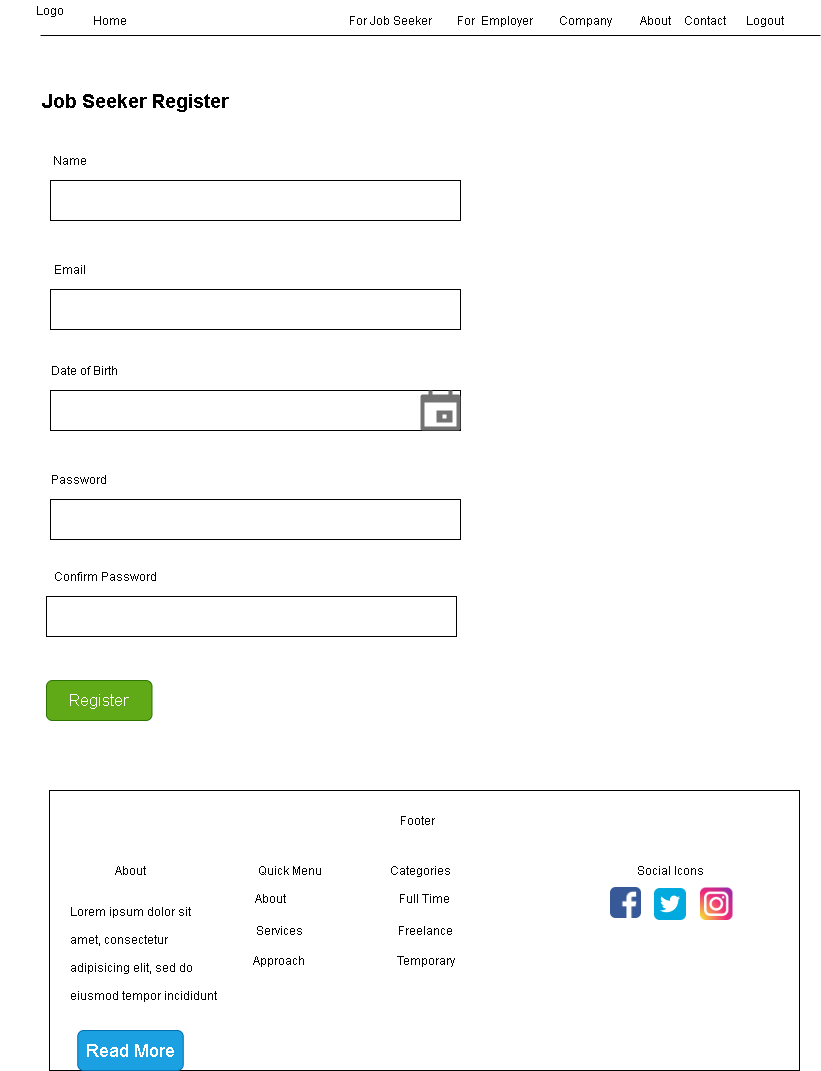 Logo
Home For Job Seeker For Employer Company About Contact Logout
Job Seeker Register
Name
Email
Date of Birth
Password
Confirm Password
Register
Footer
About
Lorem ipsum dolor sit
amet, consectetur
adipisicing elit, sed do
eiusmod tempor incididunt
Read More
Quick Menu
About
Services
Approach
Categories
Full Time
Freelance
Temporary
Social Icons